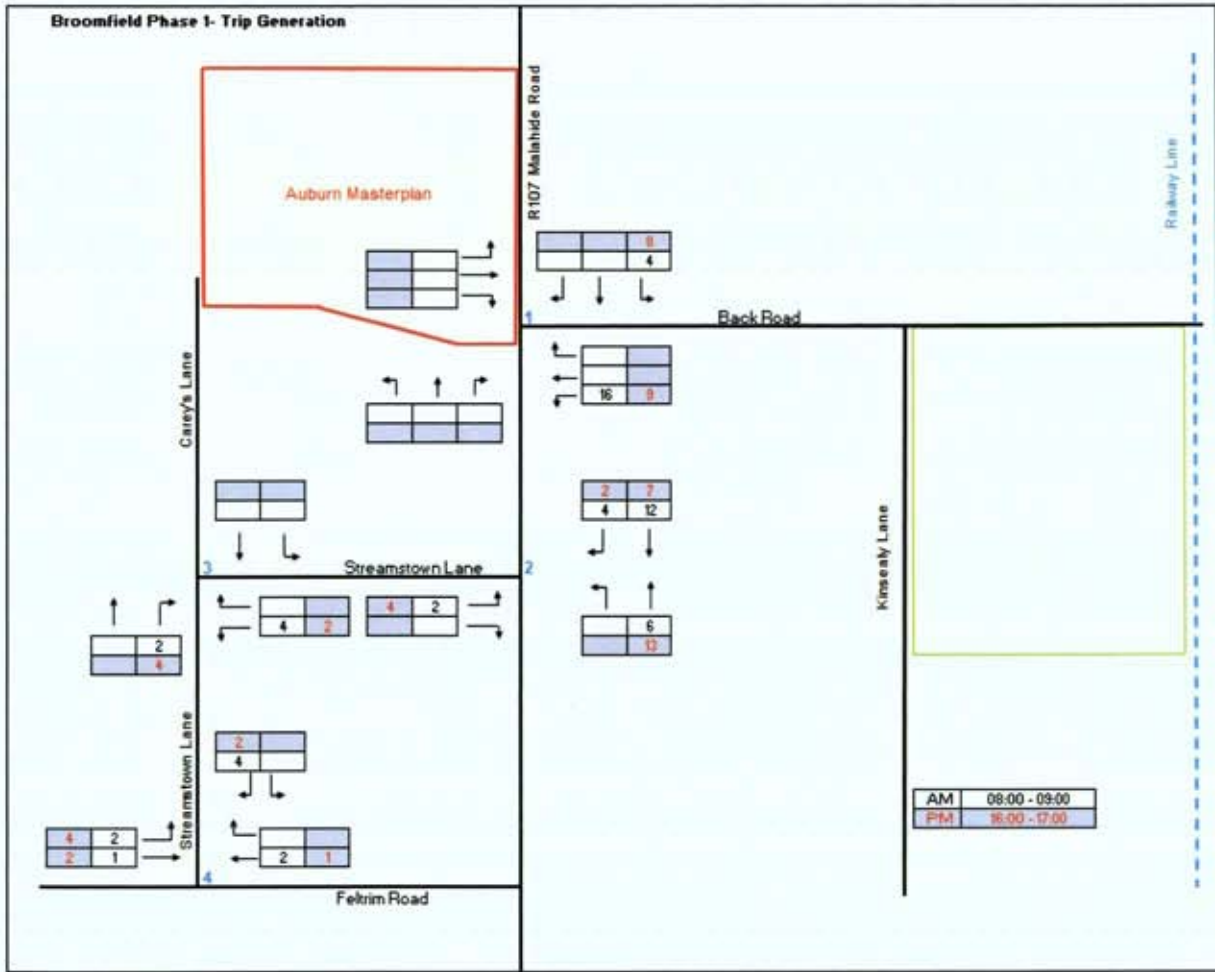 Broomfield Phase 1- Trip Generation
R107 Malahide Road
Railway Line
Auburn Masterplan
8
4
1
Back Road
Carey's Lane
16 9
2 7
4 12
Kinsealy Lane
3
Streamstown Lane
2
4 2
4 2
6
13
2
4
Streamstown Lane
2
4
AM 08:00 - 09:00
PM 16:00 - 17:00
4 2
2 1
2 1
4
Feltrim Road